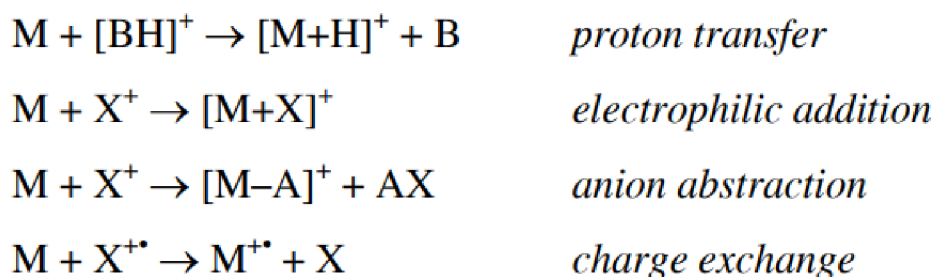 M + [BH]⁺ → [M+H]⁺ + B proton transfer
M + X⁺ → [M+X]⁺ electrophilic addition
M + X⁺ → [M–A]⁺ + AX anion abstraction
M + X⁺• → M⁺• + X charge exchange